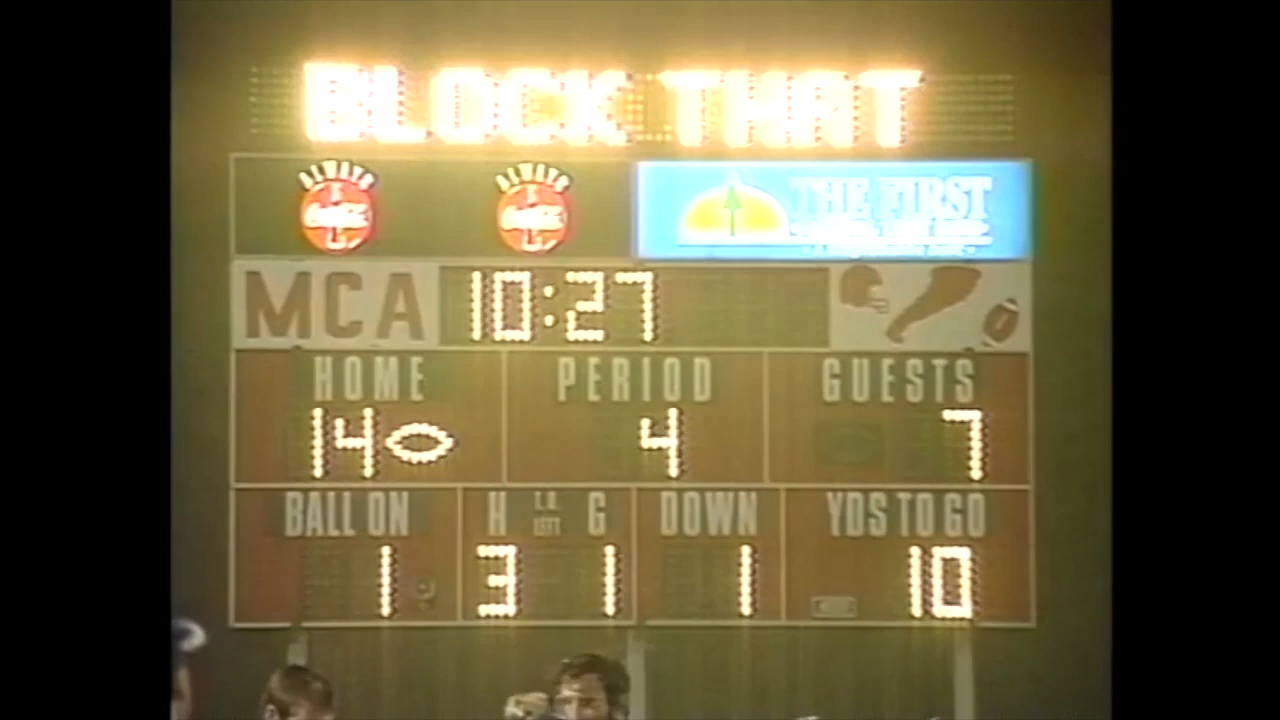 BLOCK THAT
ALWAYS ALWAYS
Coca-Cola Coca-Cola
THE FIRST
MCA 10:27
HOME PERIOD GUESTS
14 4 7
BALL ON H T.O. LEFT G DOWN YDS TO GO
1 3 1 1 10